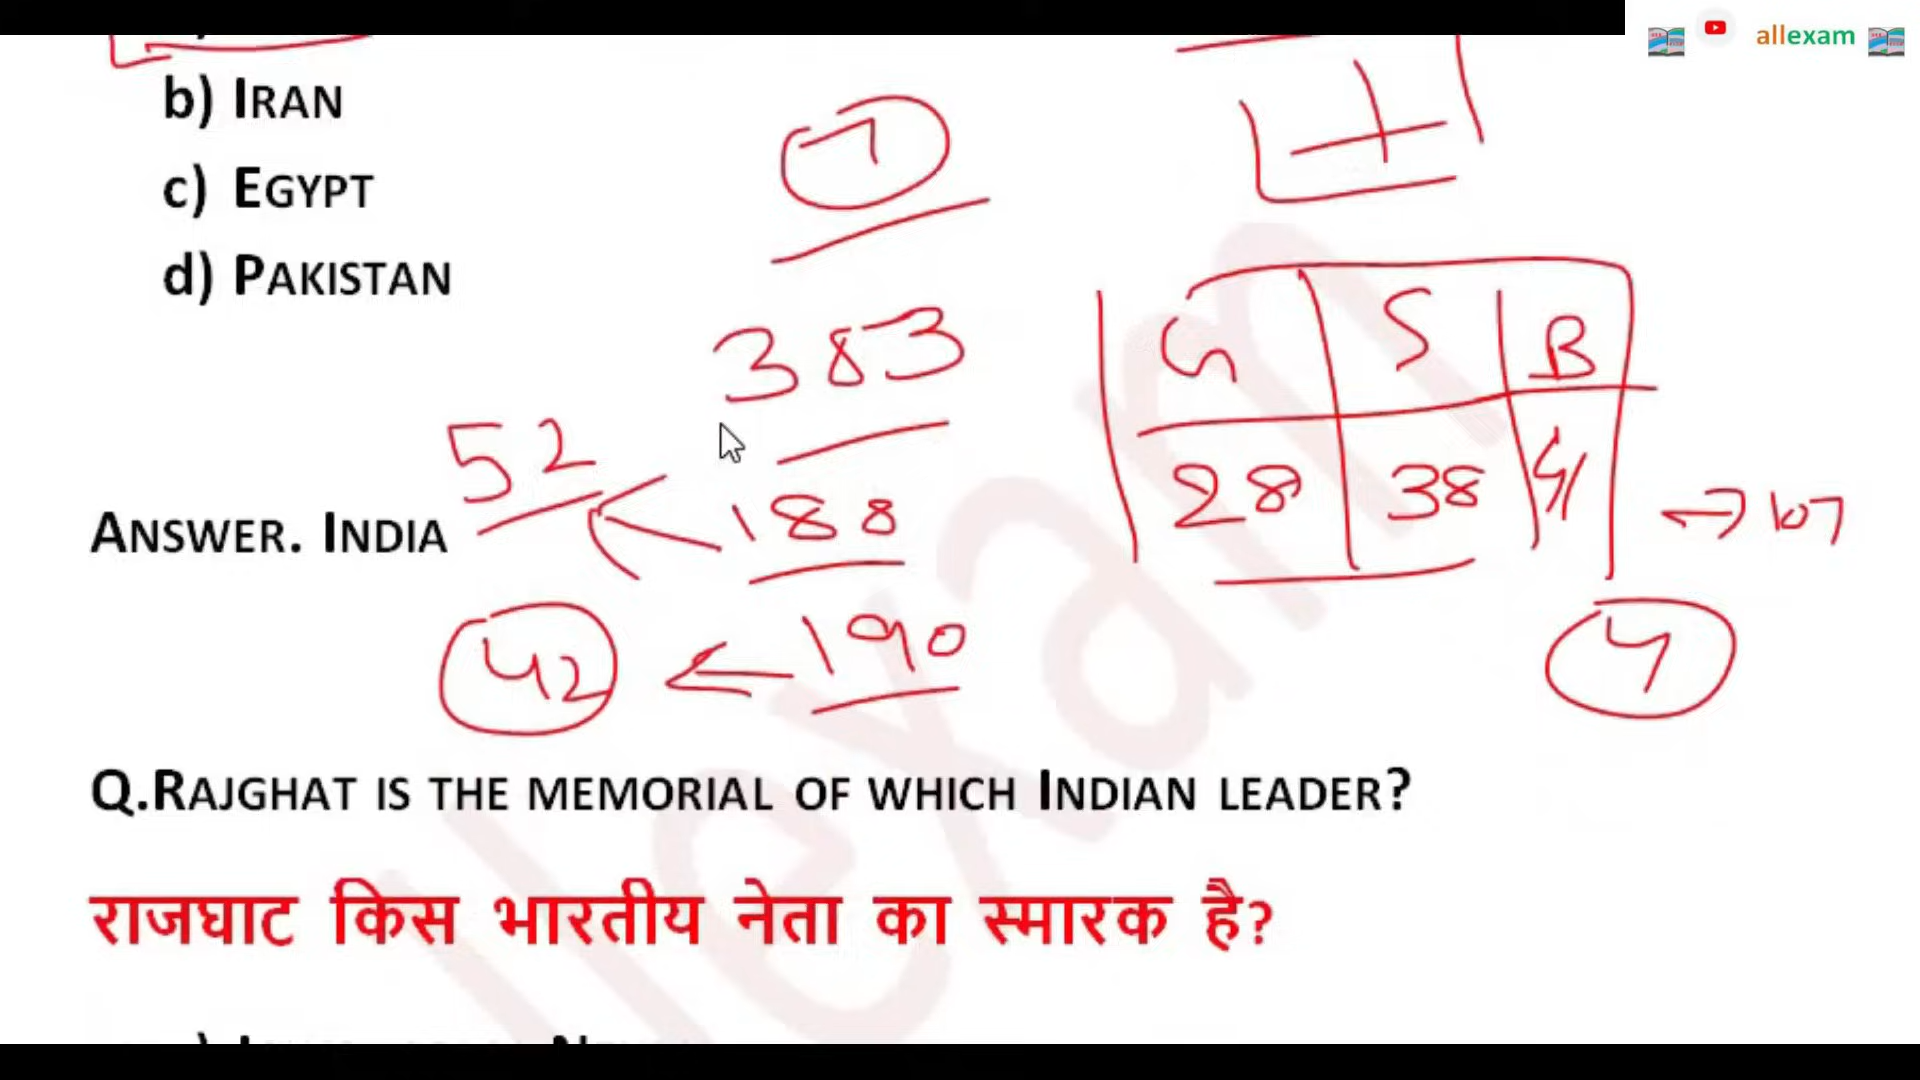 allexam
b) IRAN
c) EGYPT
d) PAKISTAN
7
383
G S B
52
188
28 38 41 → 107
ANSWER. INDIA
42 ← 190
4
Q.RAJGHAT IS THE MEMORIAL OF WHICH INDIAN LEADER?
राजघाट किस भारतीय नेता का स्मारक है?